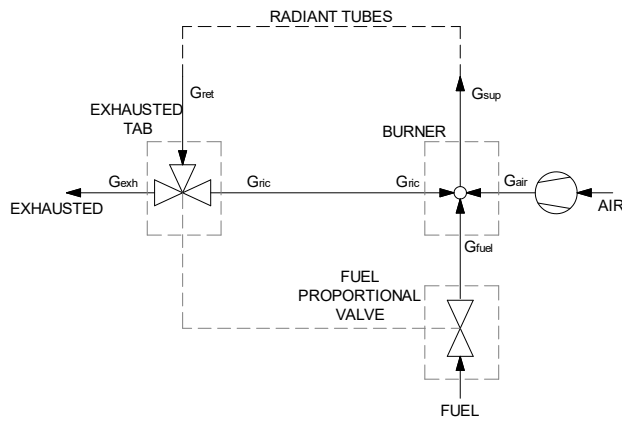 RADIANT TUBES
Gret
Gsup
EXHAUSTED
TAB
BURNER
Gexh
Gric
Gric
Gair
EXHAUSTED
AIR
Gfuel
FUEL
PROPORTIONAL
VALVE
FUEL